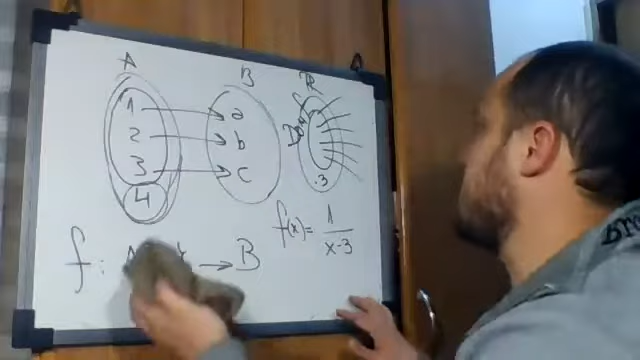 A B ℝ
Dom f
1 a
2 b
3 c
4 .3
f(x) = 1/(x-3)
f: A → B